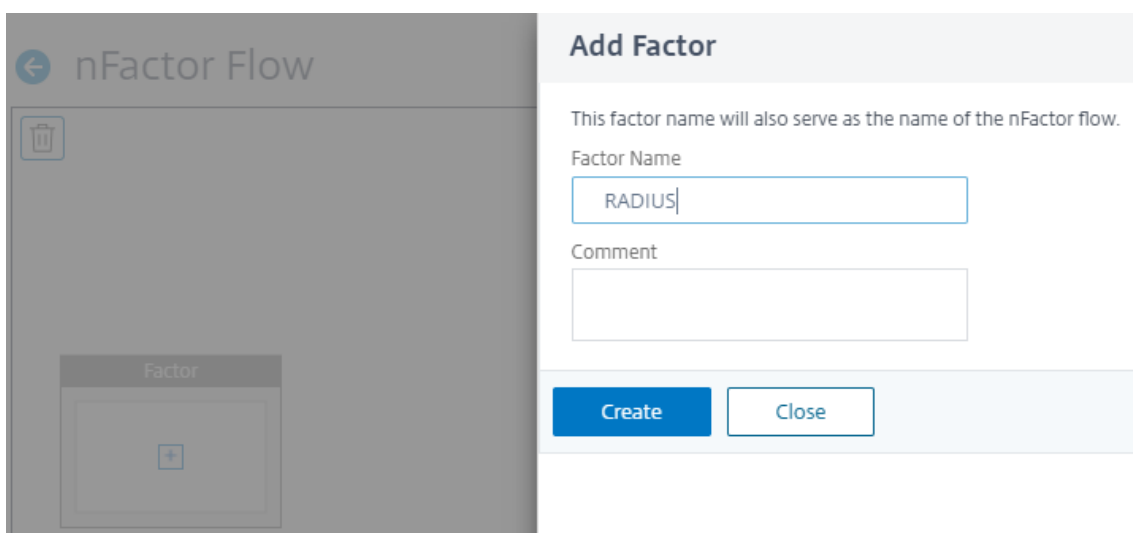 nFactor Flow
Factor
Add Factor
This factor name will also serve as the name of the nFactor flow.
Factor Name
RADIUS
Comment
Create
Close